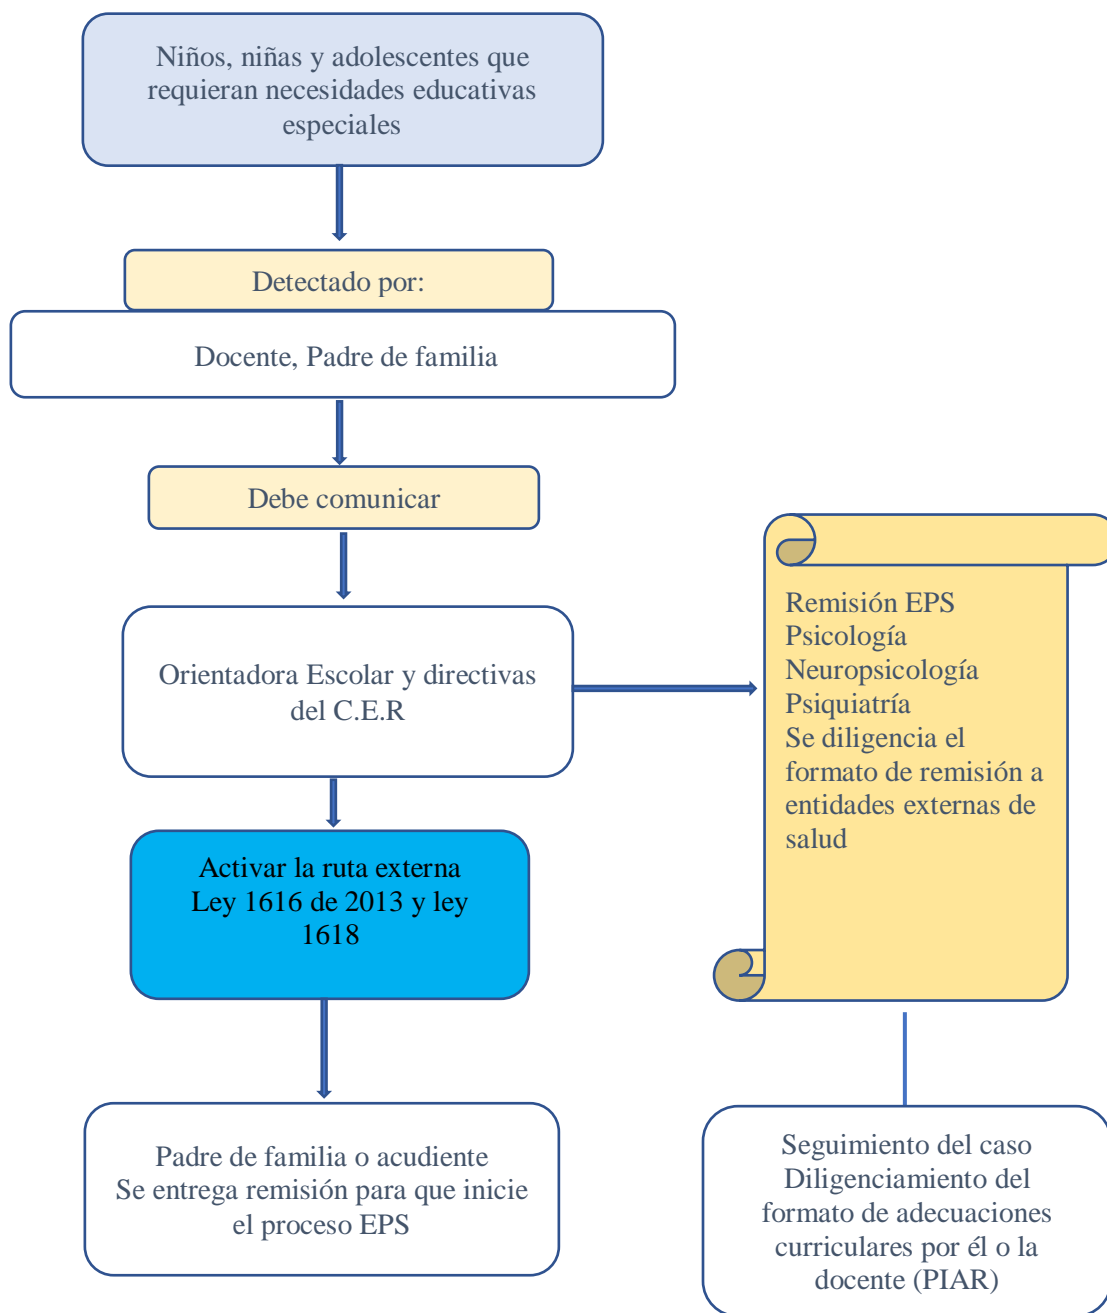 Niños, niñas y adolescentes que
requieran necesidades educativas
especiales
Detectado por:
Docente, Padre de familia
Debe comunicar
Orientadora Escolar y directivas
del C.E.R
Remisión EPS
Psicología
Neuropsicología
Psiquiatría
Se diligencia el
formato de remisión a
entidades externas de
salud
Activar la ruta externa
Ley 1616 de 2013 y ley
1618
Padre de familia o acudiente
Se entrega remisión para que inicie
el proceso EPS
Seguimiento del caso
Diligenciamiento del
formato de adecuaciones
curriculares por él o la
docente (PIAR)